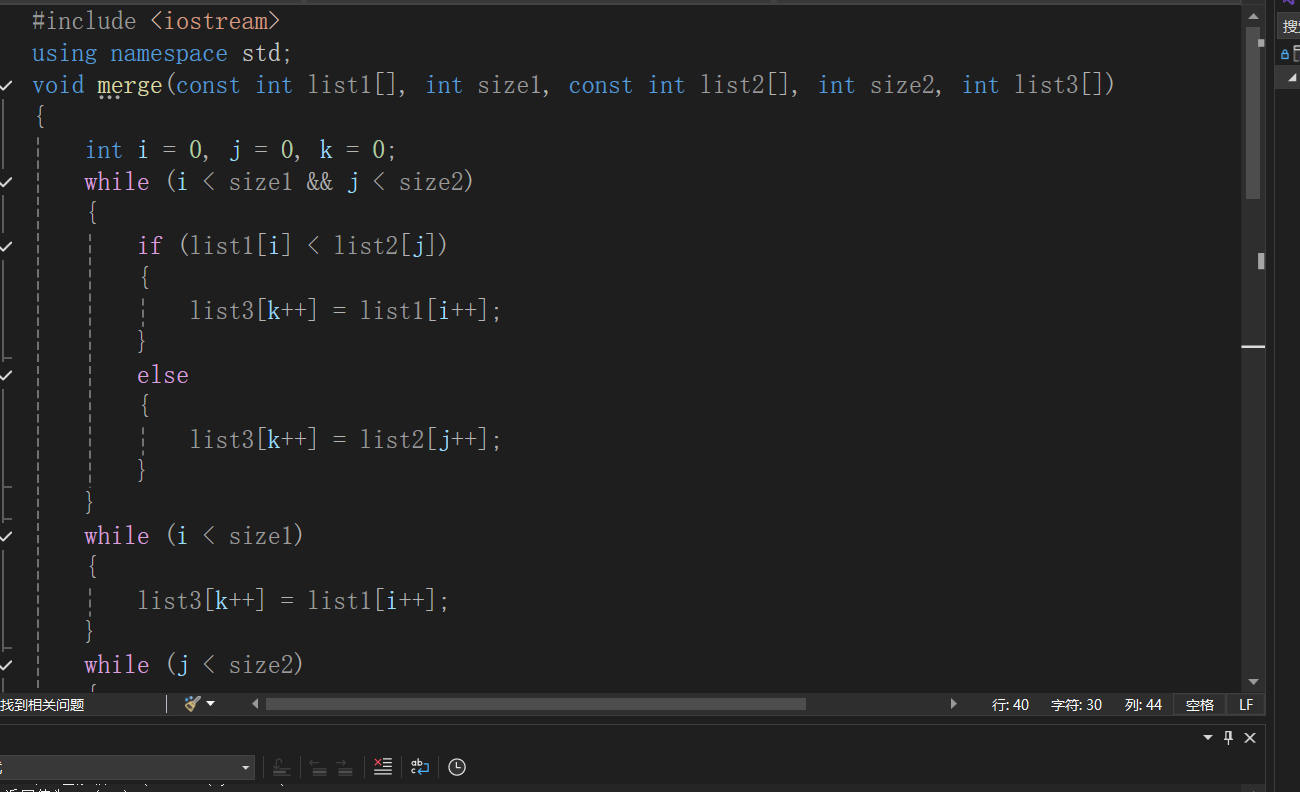 #include <iostream>
using namespace std;
void merge(const int list1[], int size1, const int list2[], int size2, int list3[])
{
    int i = 0, j = 0, k = 0;
    while (i < size1 && j < size2)
    {
        if (list1[i] < list2[j])
        {
            list3[k++] = list1[i++];
        }
        else
        {
            list3[k++] = list2[j++];
        }
    }
    while (i < size1)
    {
        list3[k++] = list1[i++];
    }
    while (j < size2)
    {
找到相关问题 行: 40 字符: 30 列: 44 空格 LF